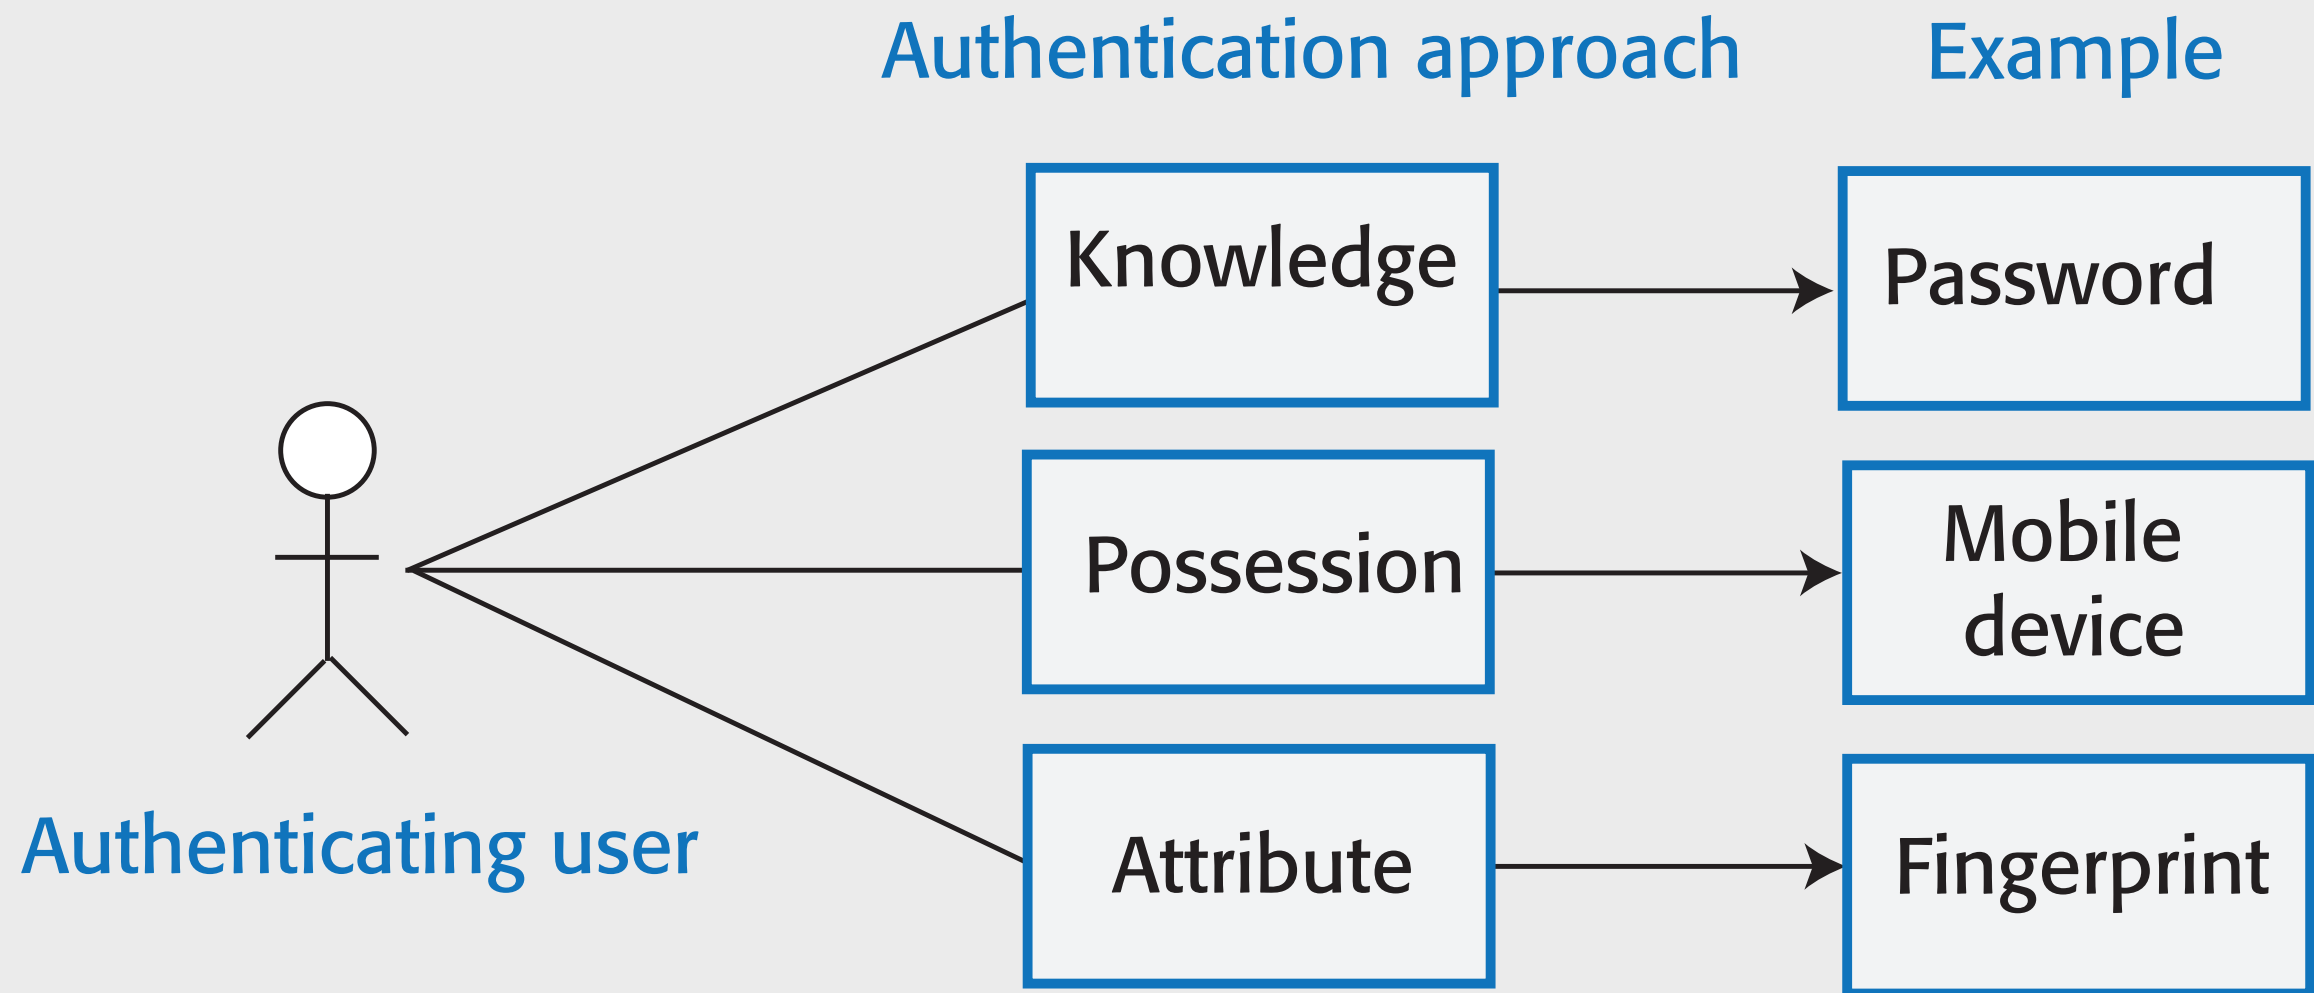 Authentication approach
Example
Knowledge
Password
Possession
Mobile
device
Attribute
Fingerprint
Authenticating user